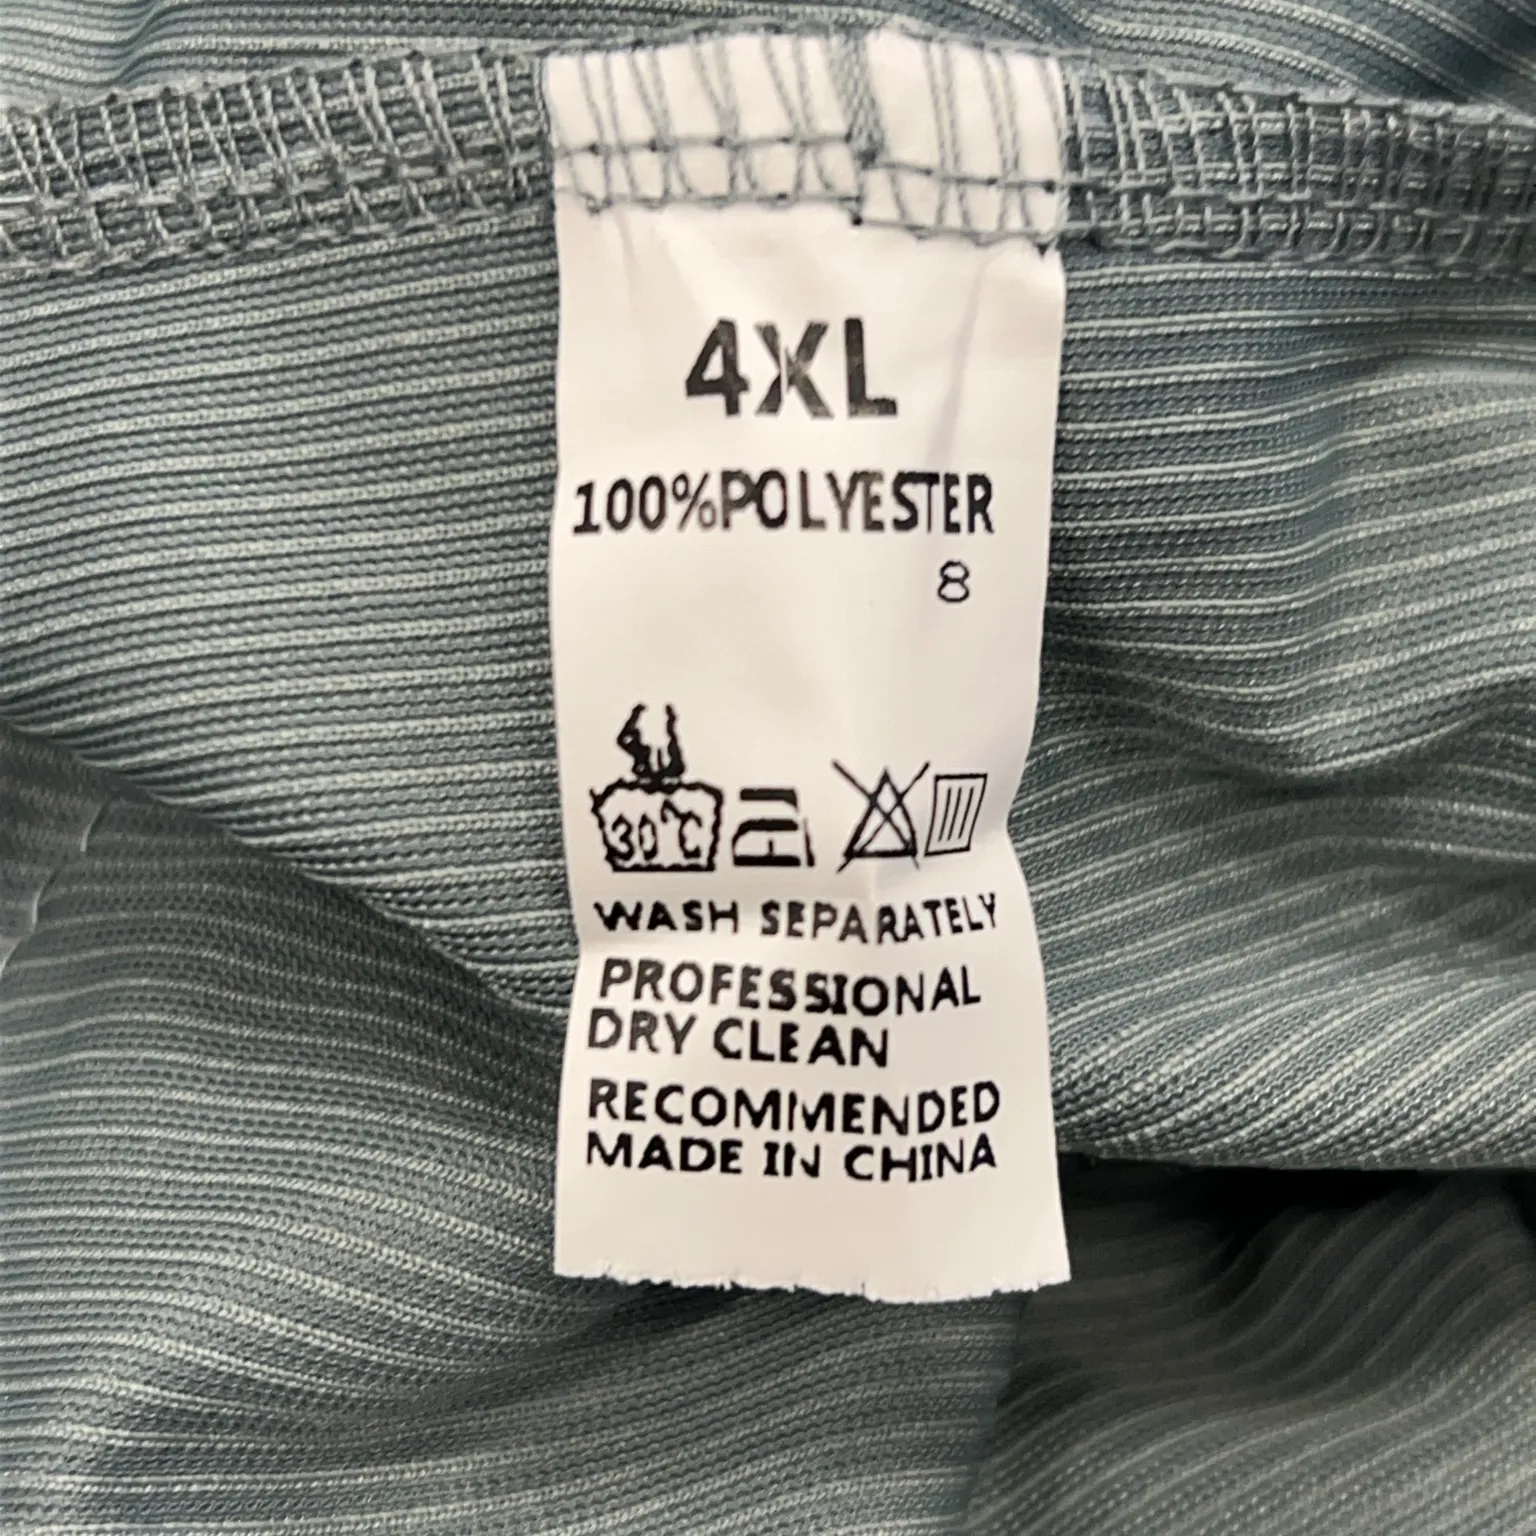 4XL
100%POLYESTER
8
30℃
WASH SEPARATELY
PROFESSIONAL
DRY CLEAN
RECOMMENDED
MADE IN CHINA